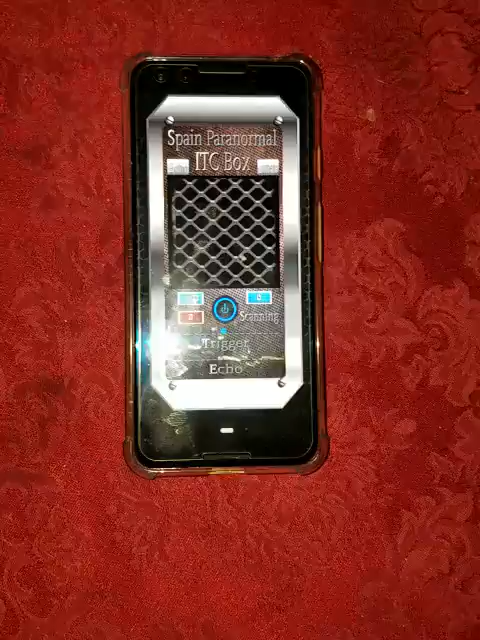 Spain Paranormal
ITC Box
Scanning
Trigger
Echo